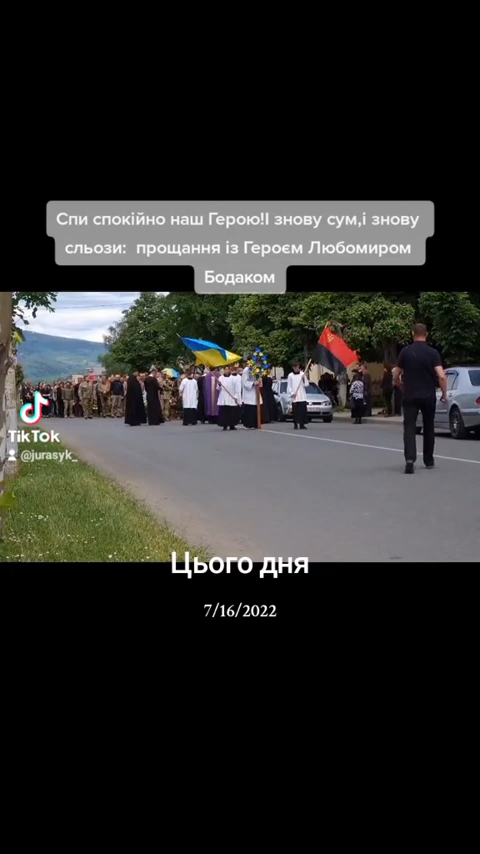 Спи спокійно наш Герою!І знову сум,і знову
сльози:  прощання із Героєм Любомиром
Бодаком
TikTok
@jurasyk_
Цього дня
7/16/2022